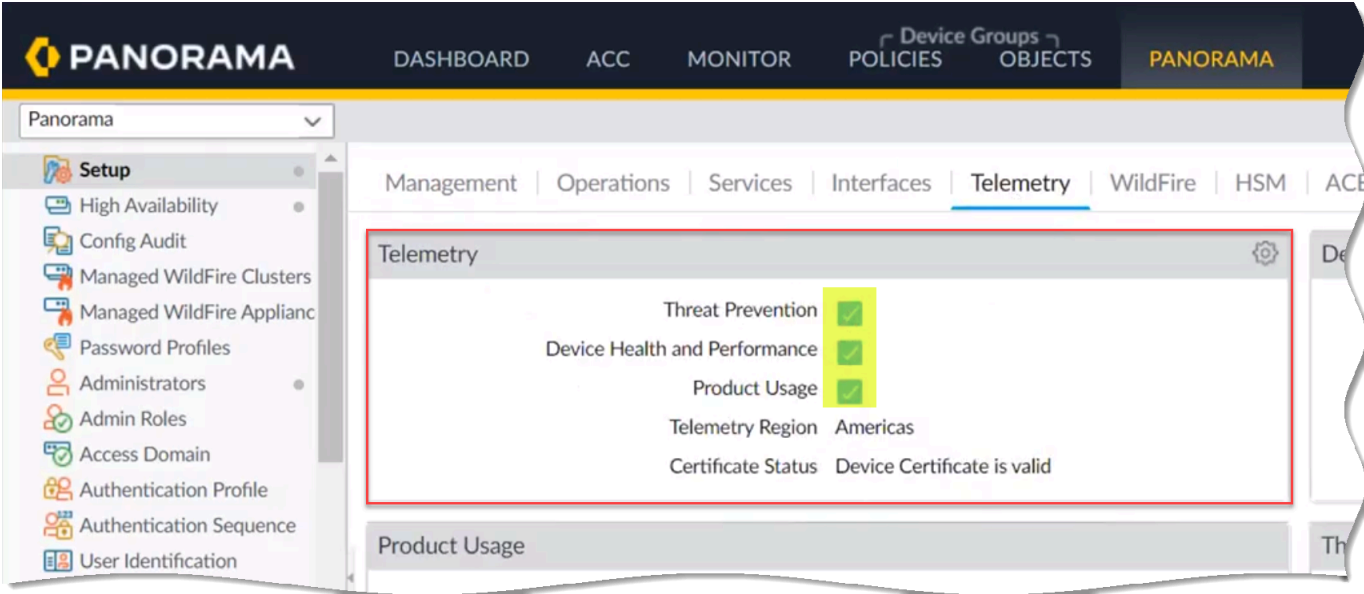 PANORAMA
DASHBOARD
ACC
MONITOR
Device Groups
POLICIES
OBJECTS
PANORAMA
Panorama
Setup
High Availability
Config Audit
Managed WildFire Clusters
Managed WildFire Applianc
Password Profiles
Administrators
Admin Roles
Access Domain
Authentication Profile
Authentication Sequence
User Identification
Management
Operations
Services
Interfaces
Telemetry
WildFire
HSM
ACE
Telemetry
Threat Prevention
Device Health and Performance
Product Usage
Telemetry Region Americas
Certificate Status Device Certificate is valid
De
Product Usage
Th